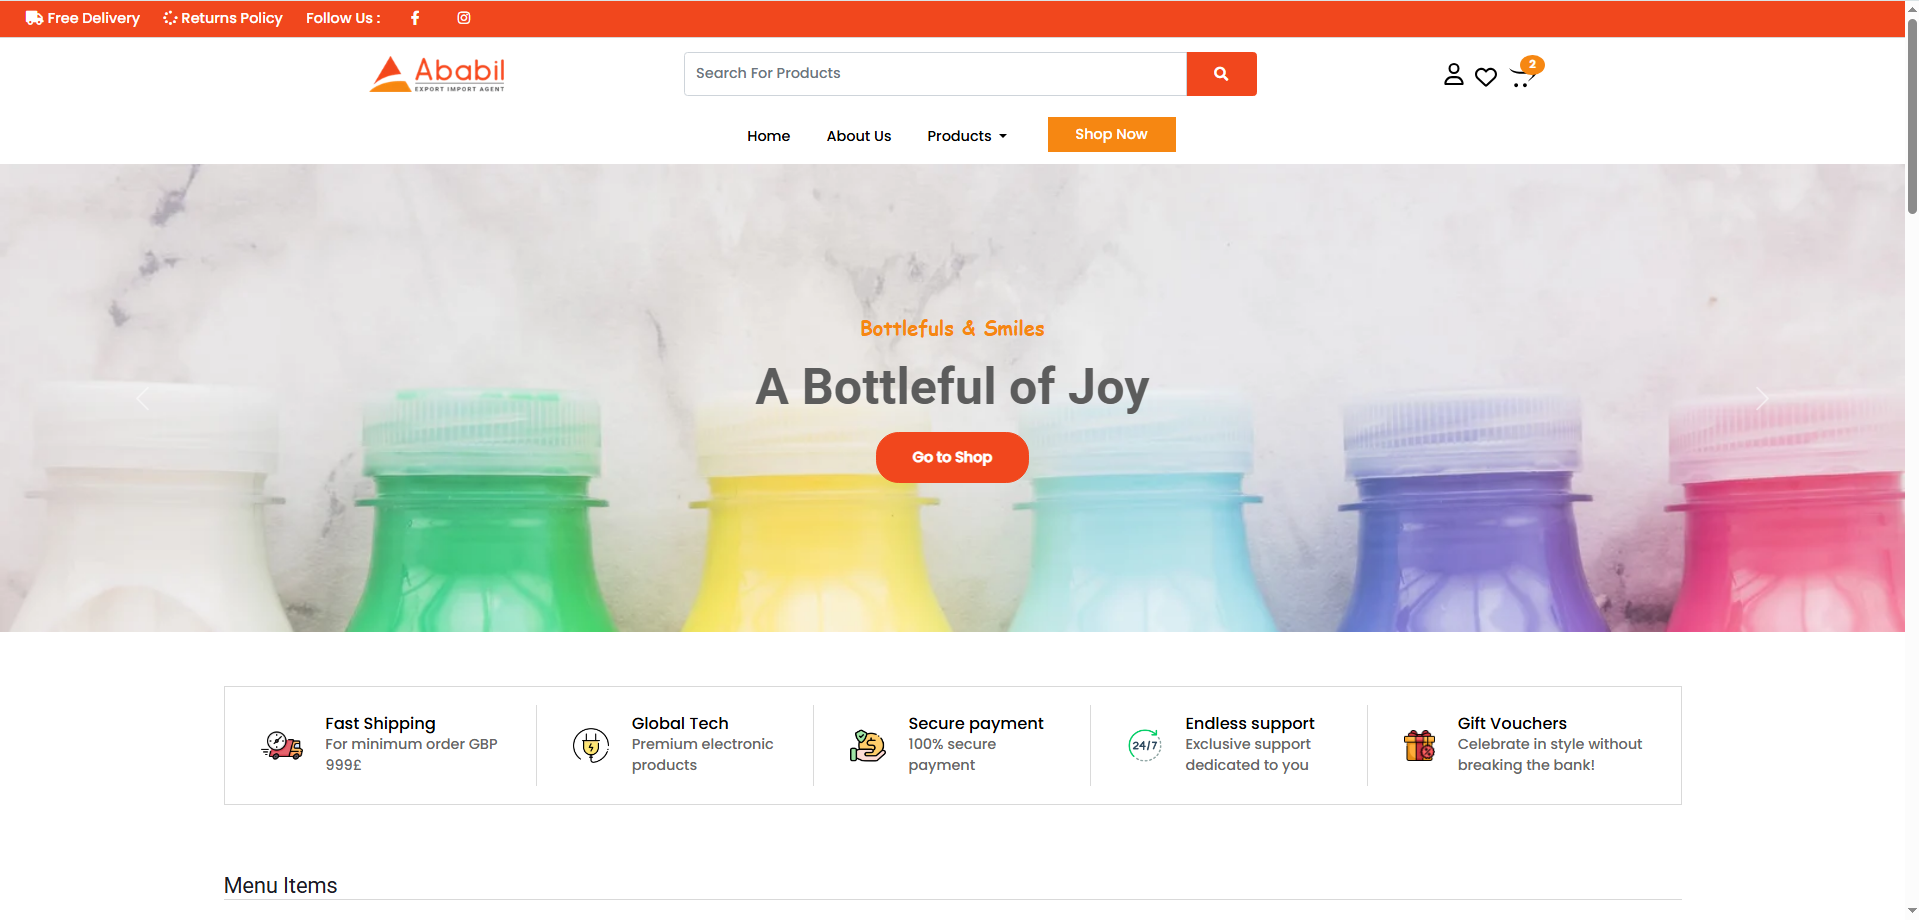 Free Delivery Returns Policy Follow Us :
Ababil
EXPORT IMPORT AGENT
Search For Products
2
Home About Us Products Shop Now
Bottlefuls & Smiles
A Bottleful of Joy
Go to Shop
Fast Shipping
For minimum order GBP
999£
Global Tech
Premium electronic
products
Secure payment
100% secure
payment
24/7
Endless support
Exclusive support
dedicated to you
Gift Vouchers
Celebrate in style without
breaking the bank!
Menu Items